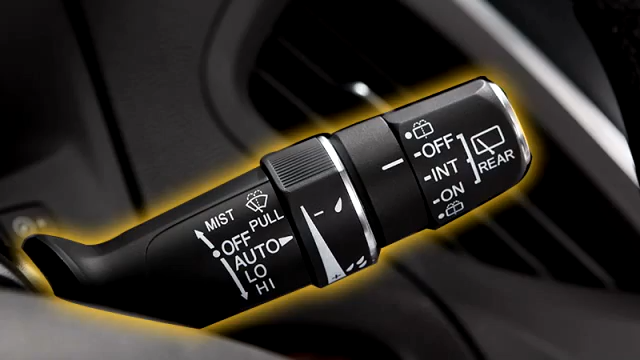 MIST
PULL
OFF
AUTO
LO
HI
OFF
INT
ON
REAR